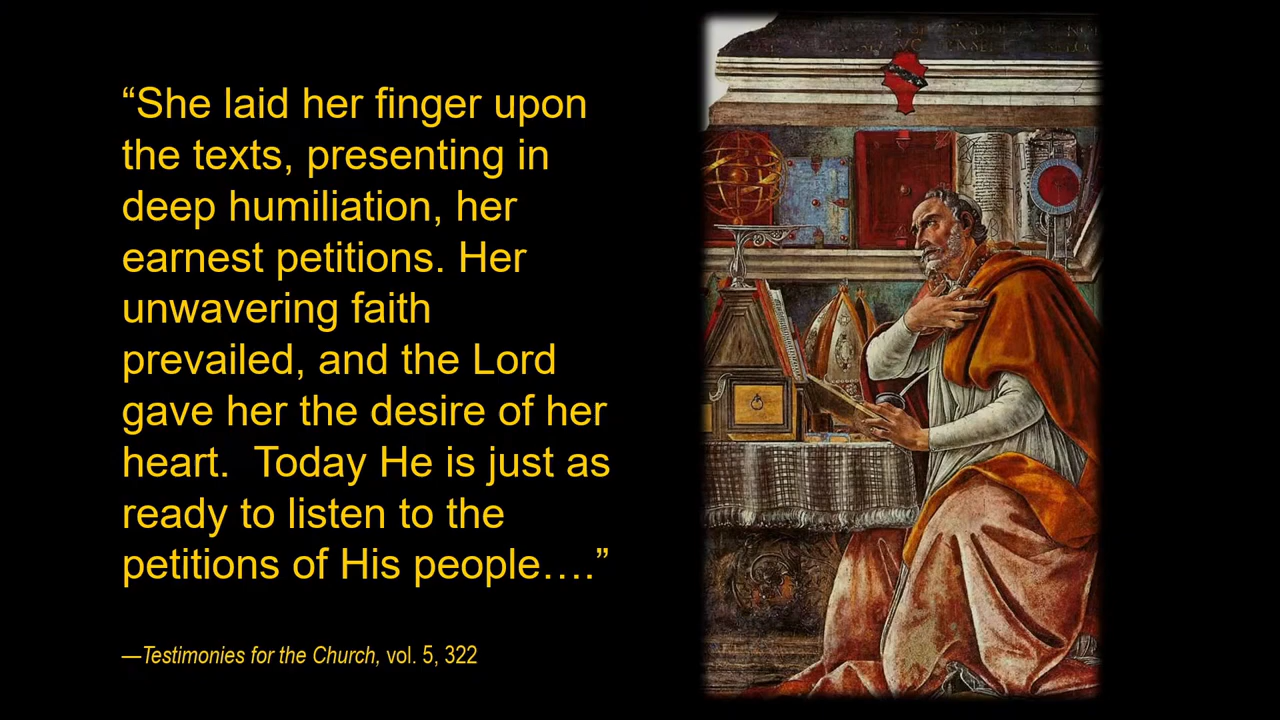 “She laid her finger upon
the texts, presenting in
deep humiliation, her
earnest petitions. Her
unwavering faith
prevailed, and the Lord
gave her the desire of her
heart.  Today He is just as
ready to listen to the
petitions of His people….”
—Testimonies for the Church, vol. 5, 322